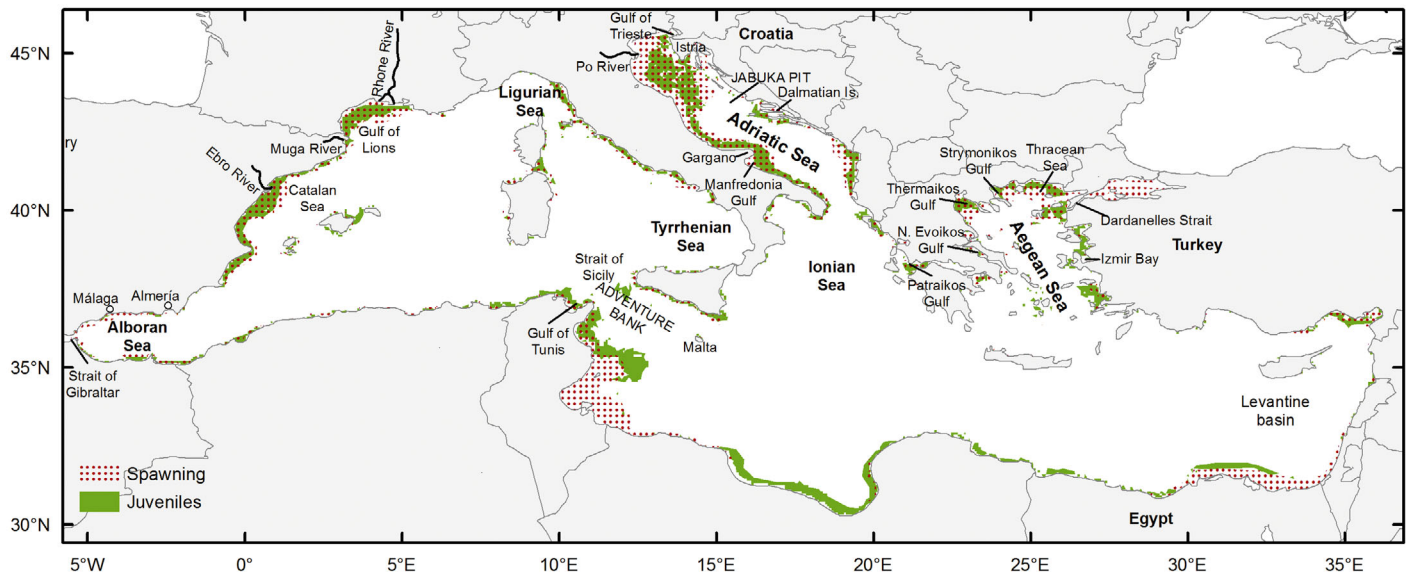 45°N
40°N
35°N
30°N
5°W
0°
5°E
10°E
15°E
20°E
25°E
30°E
35°E
ry
Rhone River
Gulf of
Lions
Muga River
Ebro River
Catalan
Sea
Málaga
Almería
Alboran
Sea
Strait of
Gibraltar
Ligurian
Sea
Gulf of
Trieste
Istria
Croatia
Po River
JABUKA PIT
Dalmatian Is.
Adriatic Sea
Gargano
Manfredonia
Gulf
Tyrrhenian
Sea
Strait of
Sicily
ADVENTURE
BANK
Gulf of
Tunis
Malta
Ionian
Sea
Strymonikos
Gulf
Thracean
Sea
Thermaikos
Gulf
N. Evoikos
Gulf
Patraikos
Gulf
Aegean Sea
Dardanelles Strait
Turkey
Izmir Bay
Levantine
basin
Egypt
Spawning
Juveniles